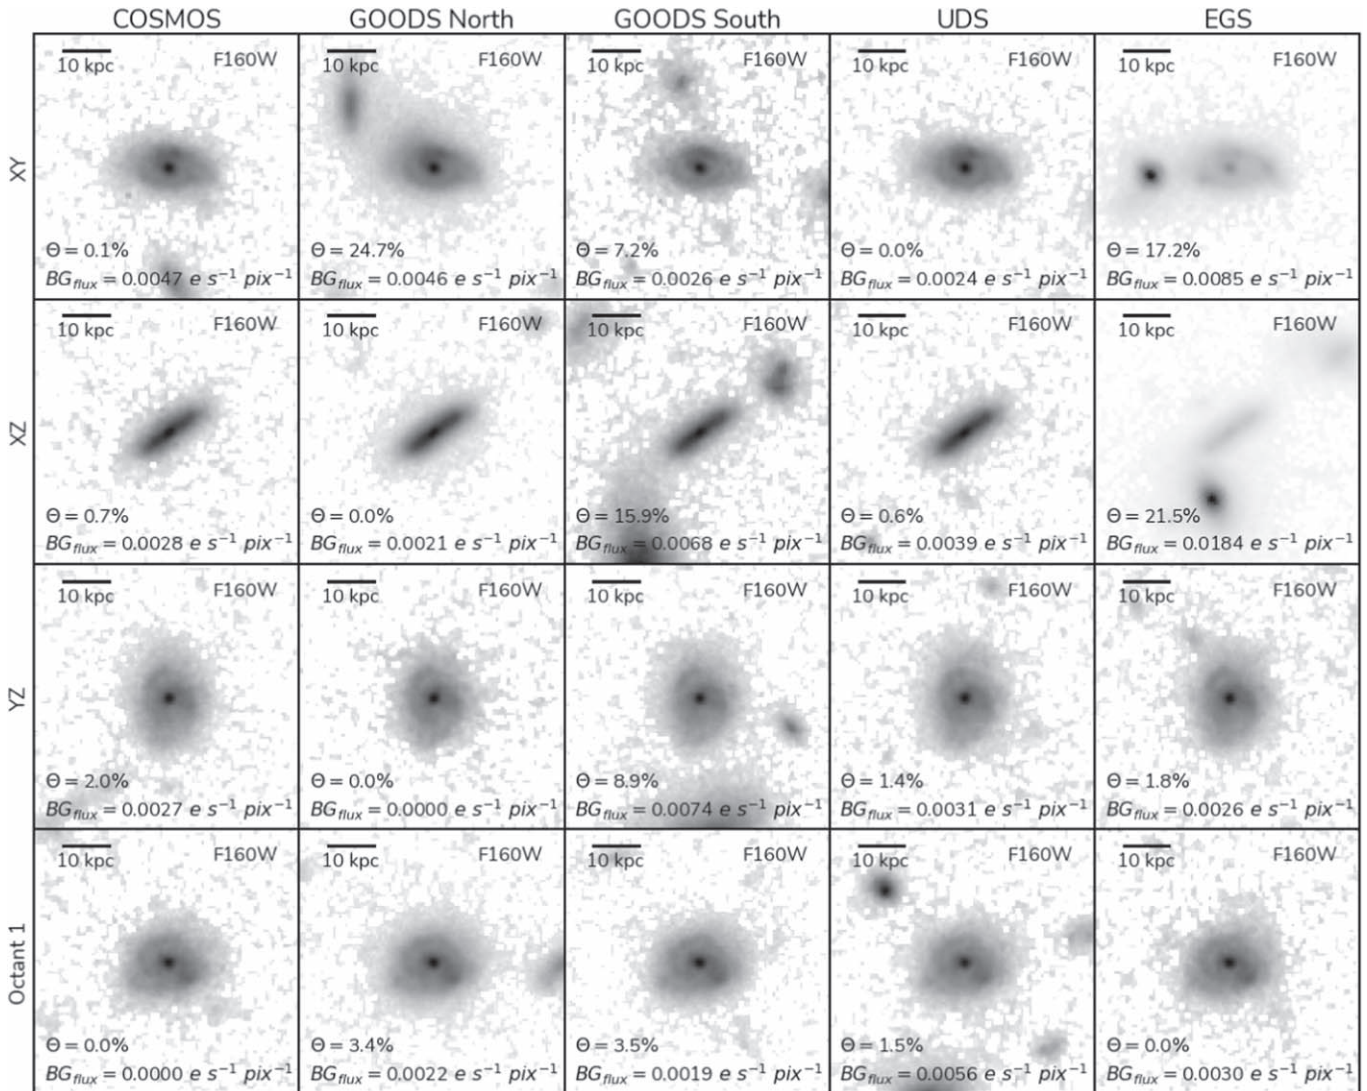 COSMOS GOODS North GOODS South UDS EGS
XY
10 kpc F160W
Θ = 0.1%
BG_flux = 0.0047 e s⁻¹ pix⁻¹
10 kpc F160W
Θ = 24.7%
BG_flux = 0.0046 e s⁻¹ pix⁻¹
10 kpc F160W
Θ = 7.2%
BG_flux = 0.0026 e s⁻¹ pix⁻¹
10 kpc F160W
Θ = 0.0%
BG_flux = 0.0024 e s⁻¹ pix⁻¹
10 kpc F160W
Θ = 17.2%
BG_flux = 0.0085 e s⁻¹ pix⁻¹
XZ
10 kpc F160W
Θ = 0.7%
BG_flux = 0.0028 e s⁻¹ pix⁻¹
10 kpc F160W
Θ = 0.0%
BG_flux = 0.0021 e s⁻¹ pix⁻¹
10 kpc F160W
Θ = 15.9%
BG_flux = 0.0068 e s⁻¹ pix⁻¹
10 kpc F160W
Θ = 0.6%
BG_flux = 0.0039 e s⁻¹ pix⁻¹
10 kpc F160W
Θ = 21.5%
BG_flux = 0.0184 e s⁻¹ pix⁻¹
YZ
10 kpc F160W
Θ = 2.0%
BG_flux = 0.0027 e s⁻¹ pix⁻¹
10 kpc F160W
Θ = 0.0%
BG_flux = 0.0000 e s⁻¹ pix⁻¹
10 kpc F160W
Θ = 8.9%
BG_flux = 0.0074 e s⁻¹ pix⁻¹
10 kpc F160W
Θ = 1.4%
BG_flux = 0.0031 e s⁻¹ pix⁻¹
10 kpc F160W
Θ = 1.8%
BG_flux = 0.0026 e s⁻¹ pix⁻¹
Octant 1
10 kpc F160W
Θ = 0.0%
BG_flux = 0.0000 e s⁻¹ pix⁻¹
10 kpc F160W
Θ = 3.4%
BG_flux = 0.0022 e s⁻¹ pix⁻¹
10 kpc F160W
Θ = 3.5%
BG_flux = 0.0019 e s⁻¹ pix⁻¹
10 kpc F160W
Θ = 1.5%
BG_flux = 0.0056 e s⁻¹ pix⁻¹
10 kpc F160W
Θ = 0.0%
BG_flux = 0.0030 e s⁻¹ pix⁻¹